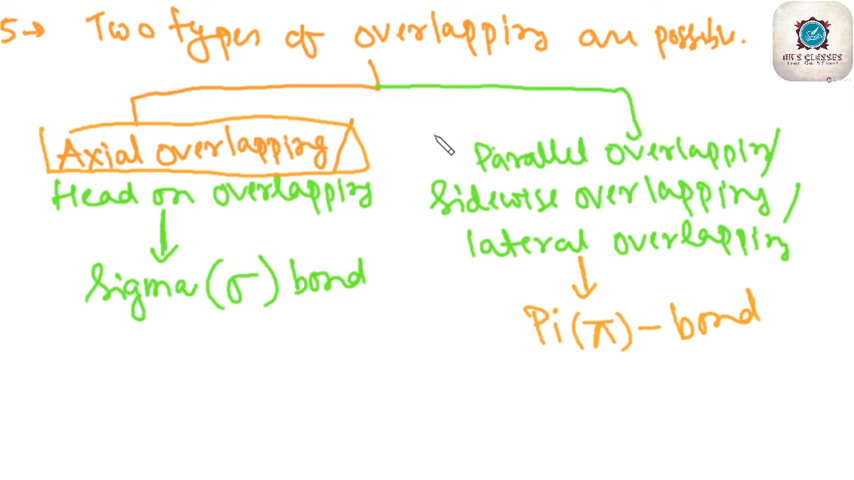 5→ Two types of overlapping are possible.
Axial overlapping/
Head on overlapping
Sigma (σ) bond
Parallel overlappin/
Sidewise overlapping/
lateral overlapping
Pi(π)-bond